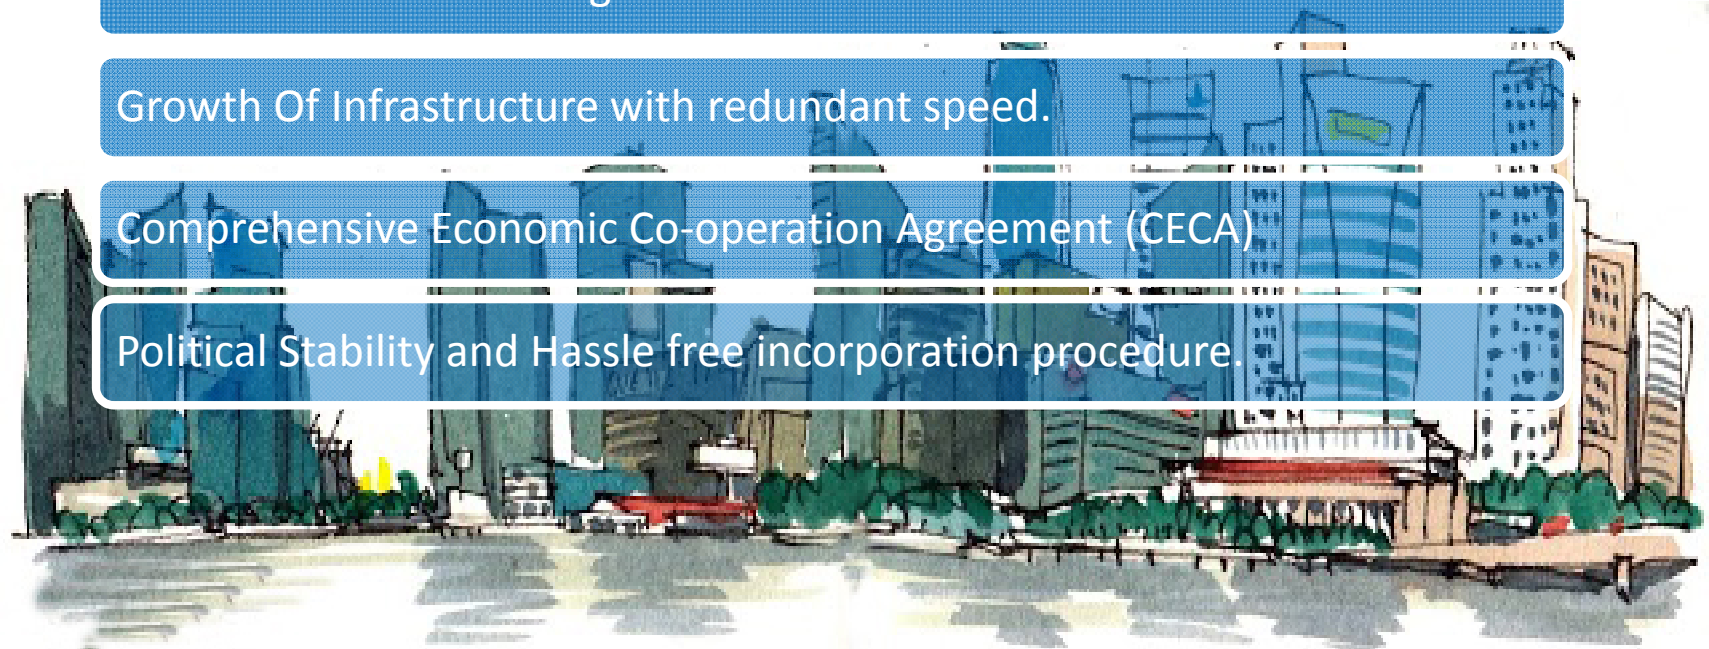 Growth Of Infrastructure with redundant speed.
Comprehensive Economic Co-operation Agreement (CECA)
Political Stability and Hassle free incorporation procedure.